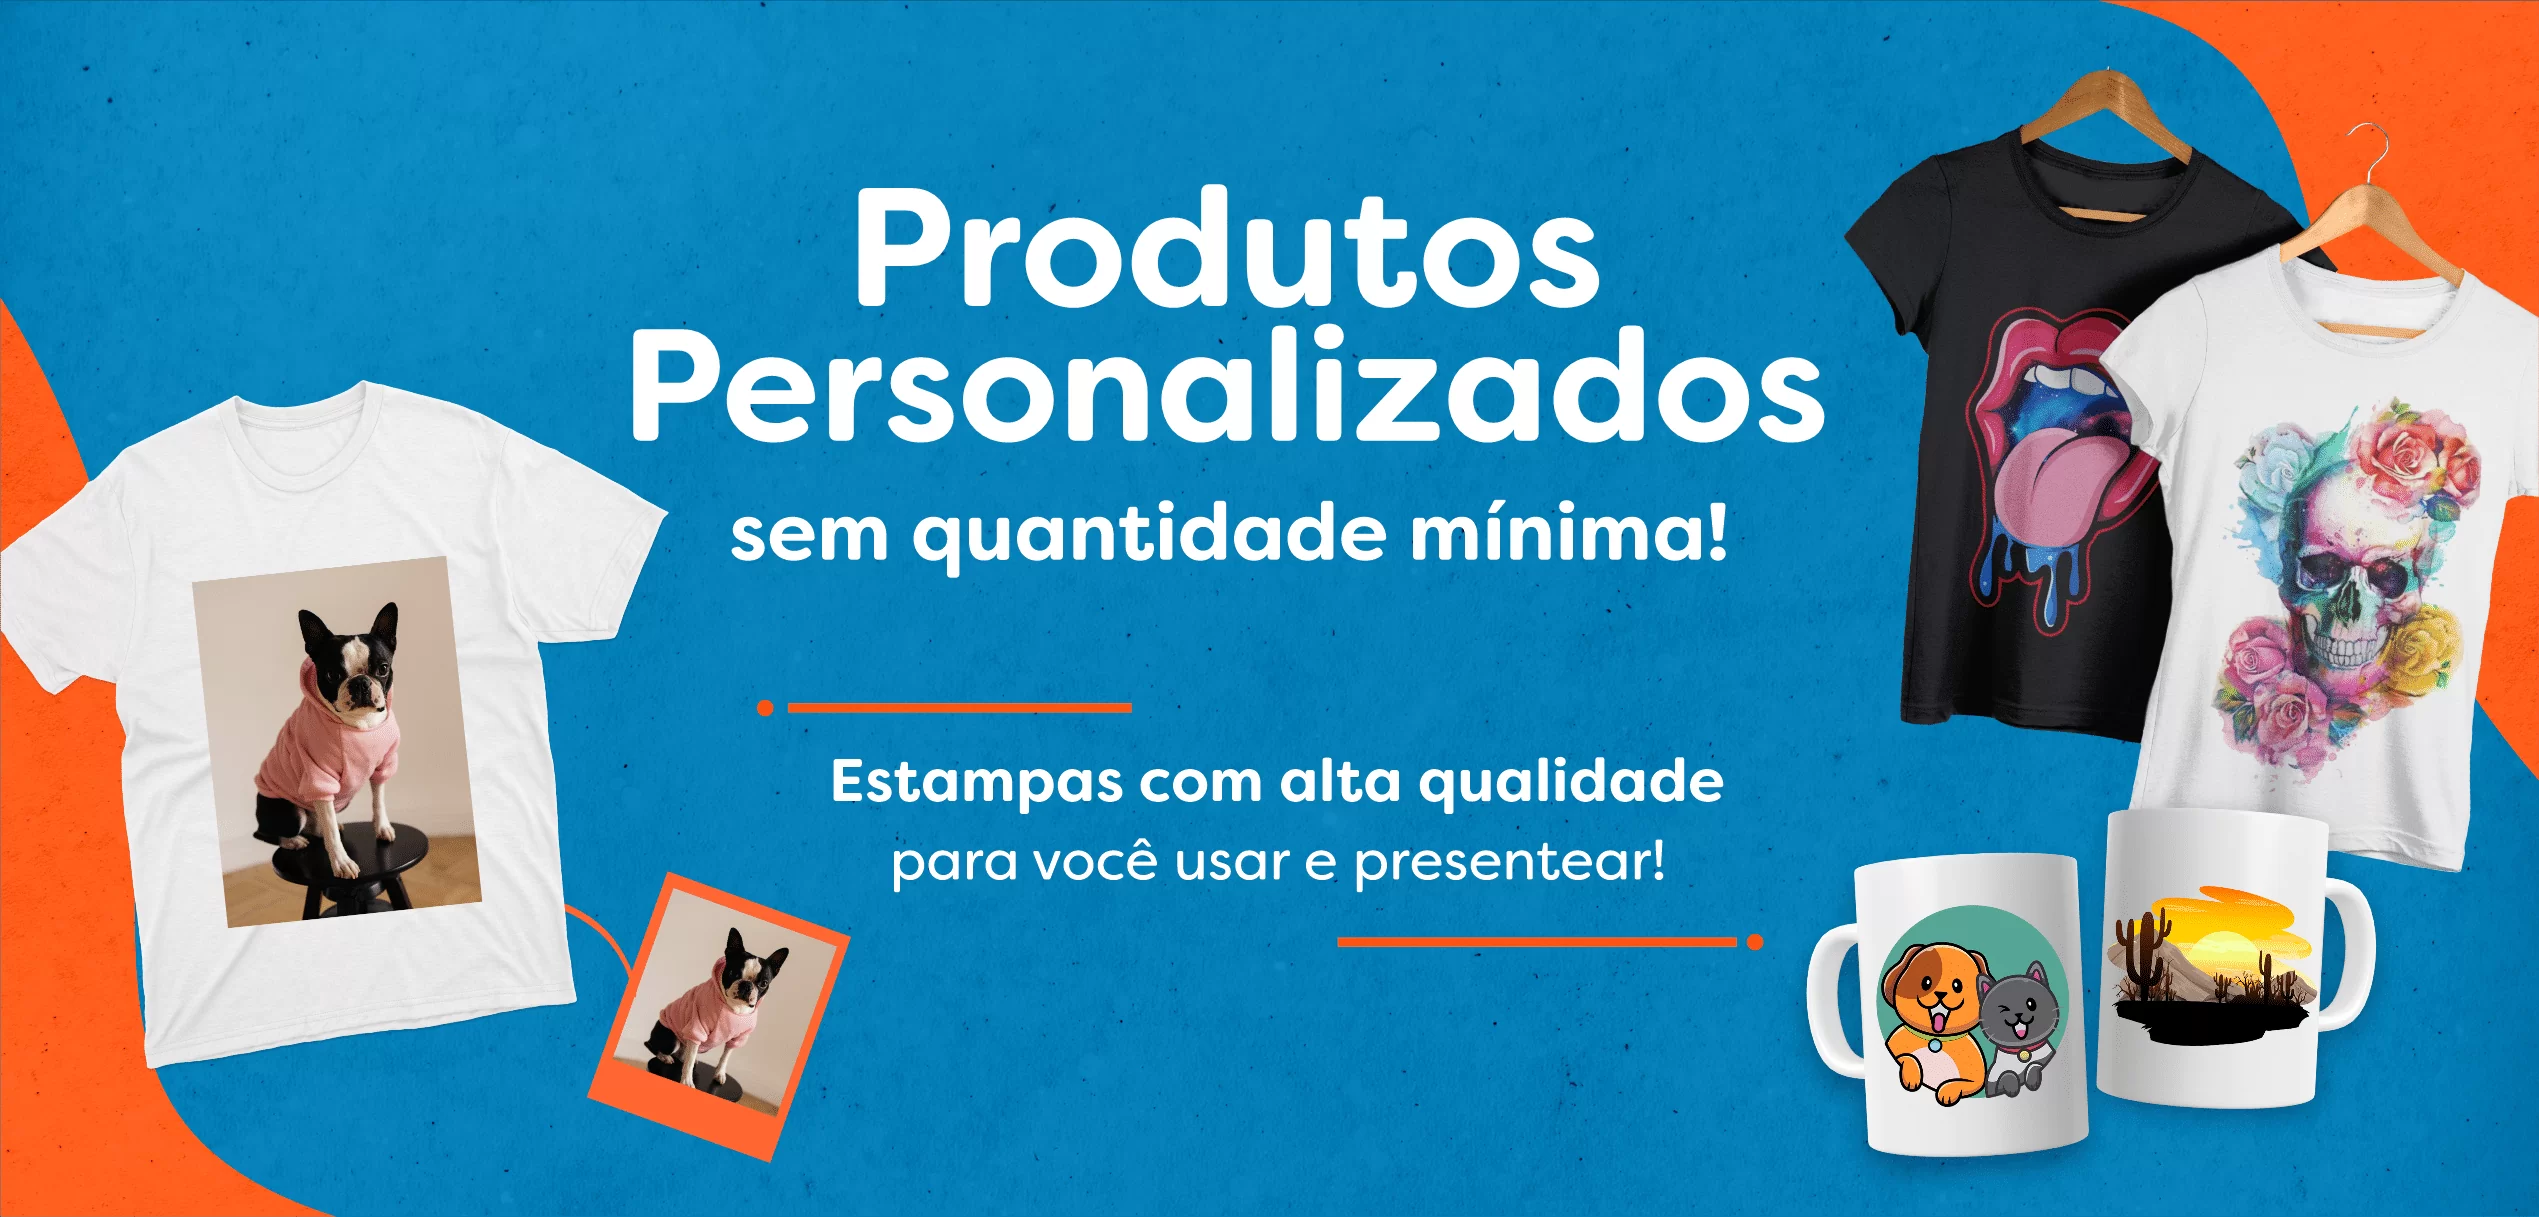 Produtos
Personalizados
sem quantidade mínima!
Estampas com alta qualidade
para você usar e presentear!